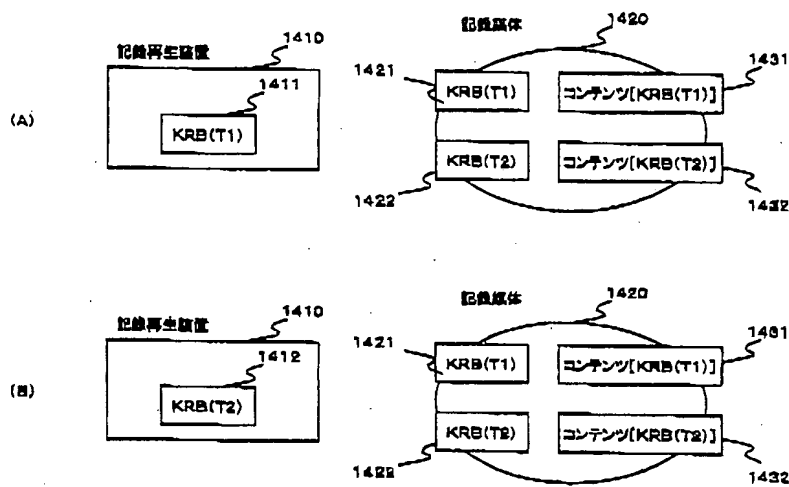 (A)
記録再生装置
1410
1411
KRB(T1)
記録媒体
1420
1421
KRB(T1)
コンテンツ[KRB(T1)]
1431
KRB(T2)
1422
コンテンツ[KRB(T2)]
1432
(B)
記録再生装置
1410
1412
KRB(T2)
記録媒体
1420
1421
KRB(T1)
コンテンツ[KRB(T1)]
1431
KRB(T2)
1422
コンテンツ[KRB(T2)]
1432